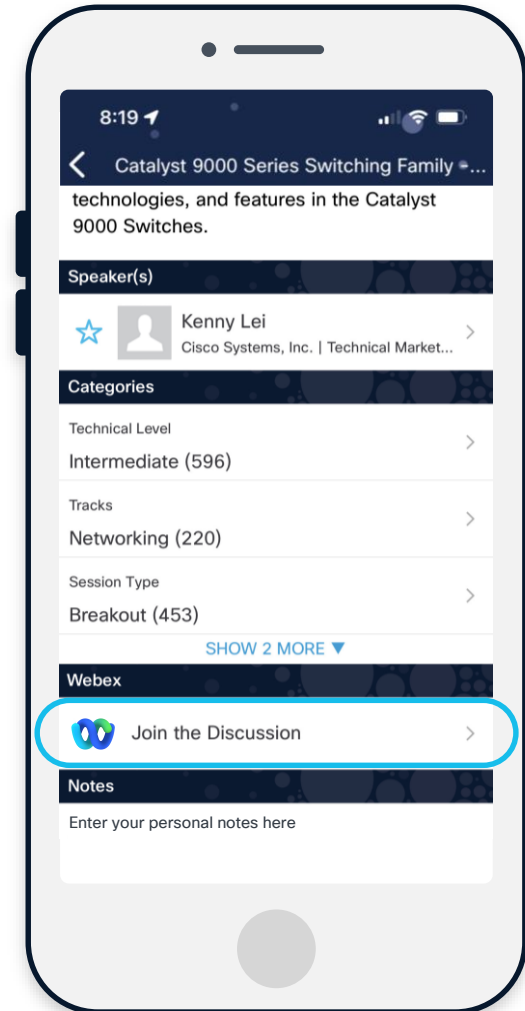 8:19
Catalyst 9000 Series Switching Family -...
technologies, and features in the Catalyst
9000 Switches.
Speaker(s)
Kenny Lei
Cisco Systems, Inc. | Technical Market...
Categories
Technical Level
Intermediate (596)
Tracks
Networking (220)
Session Type
Breakout (453)
SHOW 2 MORE ▼
Webex
Join the Discussion
Notes
Enter your personal notes here